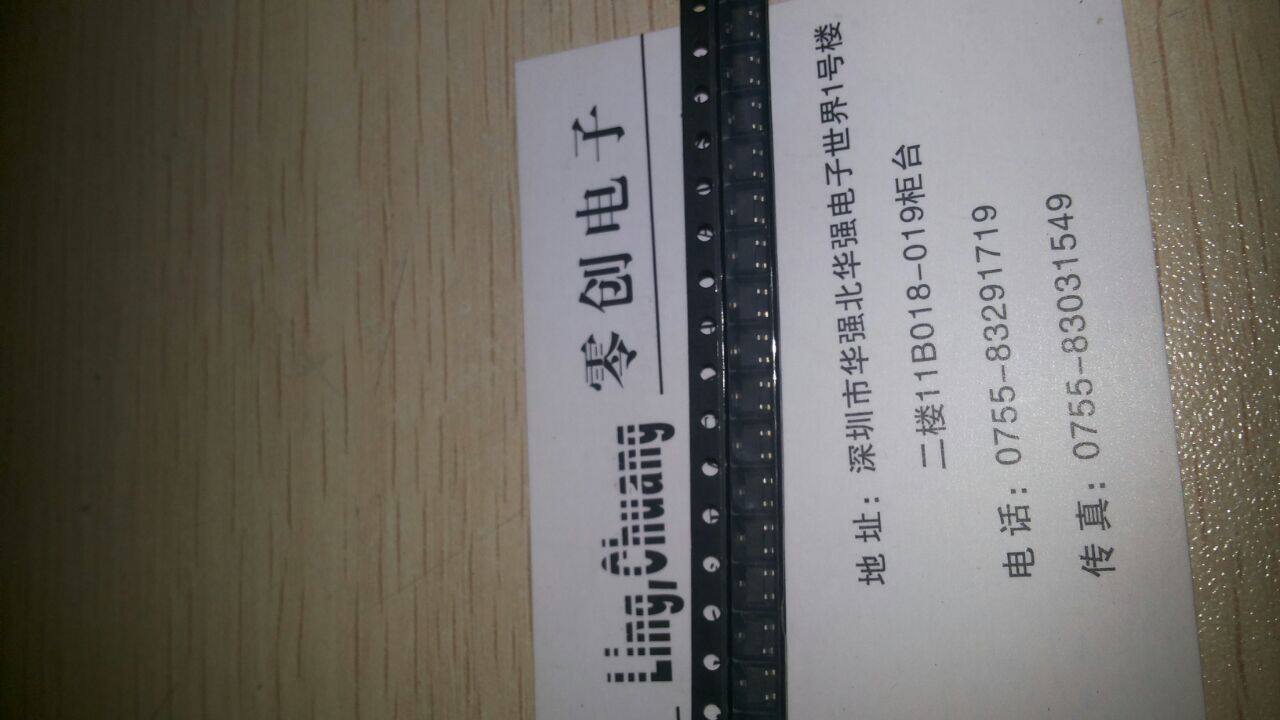 Ling,Chuang 零创电子
地址：深圳市华强北华强电子世界1号楼
二楼11B018-019柜台
电话：0755-83291719
传真：0755-83031549